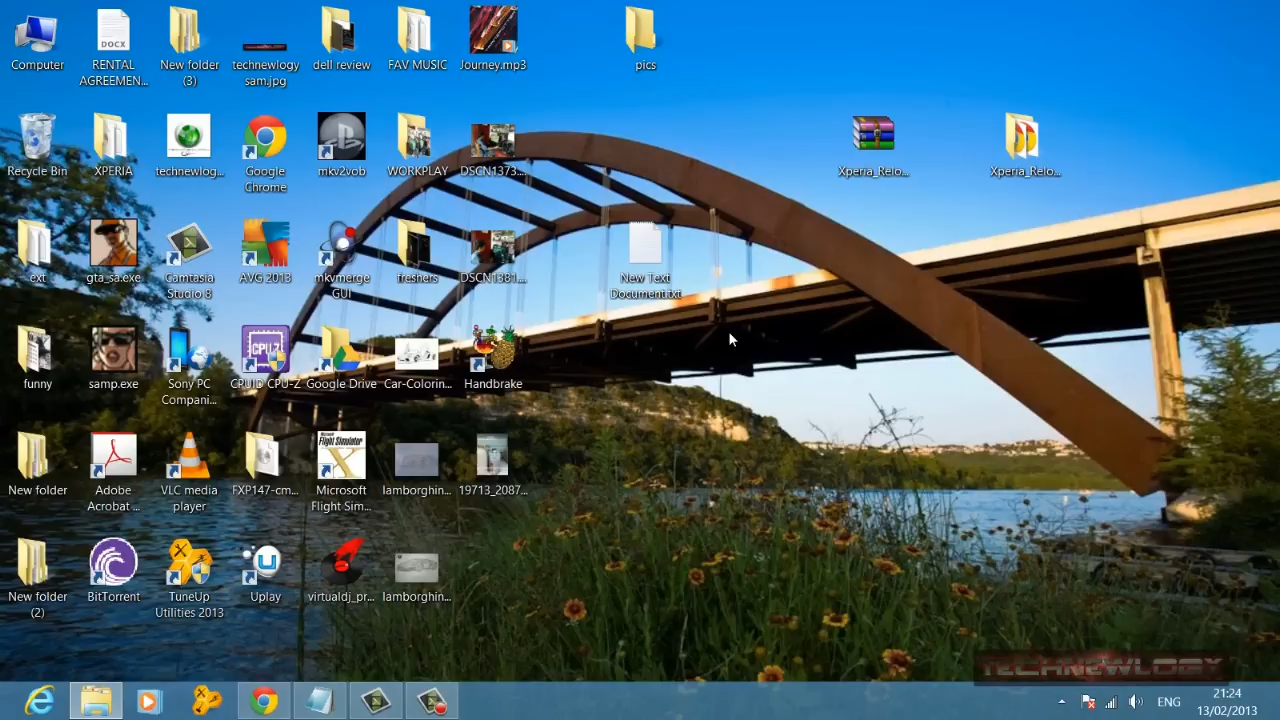 Computer
RENTAL
AGREEMEN...
New folder
(3)
technewlogy
sam.jpg
dell review
FAV MUSIC
Journey.mp3
pics
DOCX
Recycle Bin
XPERIA
technewlog...
Google
Chrome
mkv2vob
WORKPLAY
DSCN1373....
Xperia_Relo...
Xperia_Relo...
.ext
gta_sa.exe
Camtasia
Studio 8
AVG 2013
mkvmerge
GUI
freshers
DSCN1381....
New Text
Document.txt
funny
samp.exe
Sony PC
Compani...
CPUID CPU-Z
Google Drive
Car-Colorin...
Handbrake
New folder
Adobe
Acrobat ...
VLC media
player
FXP147-cm...
Flight Simulator
Microsoft
Flight Sim...
lamborghin...
19713_2087...
New folder
(2)
BitTorrent
TuneUp
Utilities 2013
Uplay
virtualdj_pr...
lamborghin...
TECHNEWLOGY
ENG
21:24
13/02/2013